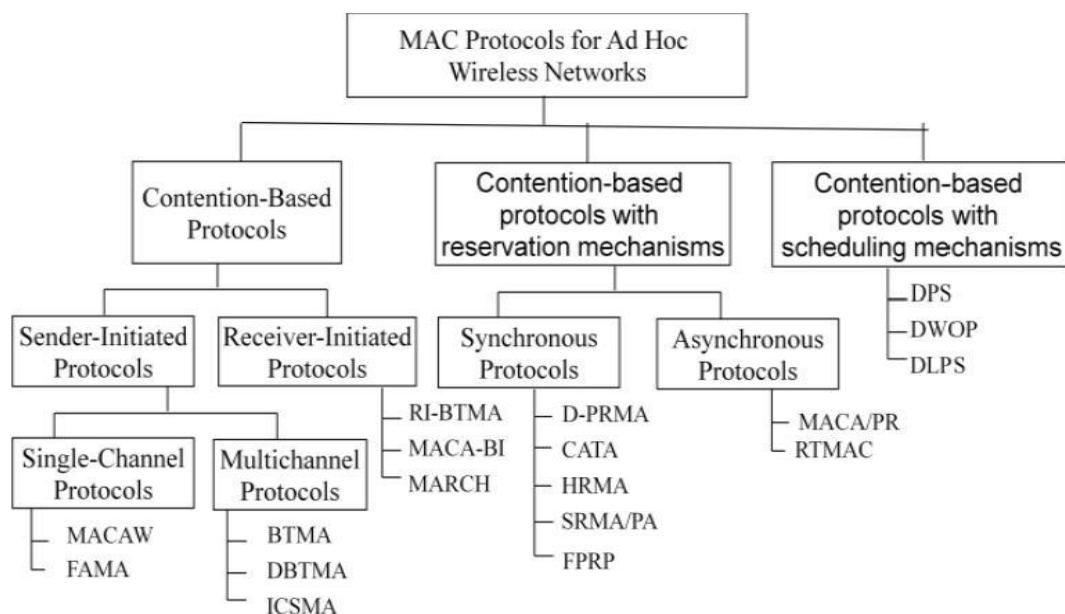 MAC Protocols for Ad Hoc
Wireless Networks
Contention-Based
Protocols
Contention-based
protocols with
reservation mechanisms
Contention-based
protocols with
scheduling mechanisms
DPS
DWOP
DLPS
Sender-Initiated
Protocols
Receiver-Initiated
Protocols
Synchronous
Protocols
Asynchronous
Protocols
RI-BTMA
MACA-BI
MARCH
D-PRMA
CATA
HRMA
SRMA/PA
FPRP
MACA/PR
RTMAC
Single-Channel
Protocols
Multichannel
Protocols
MACAW
FAMA
BTMA
DBTMA
ICSMA